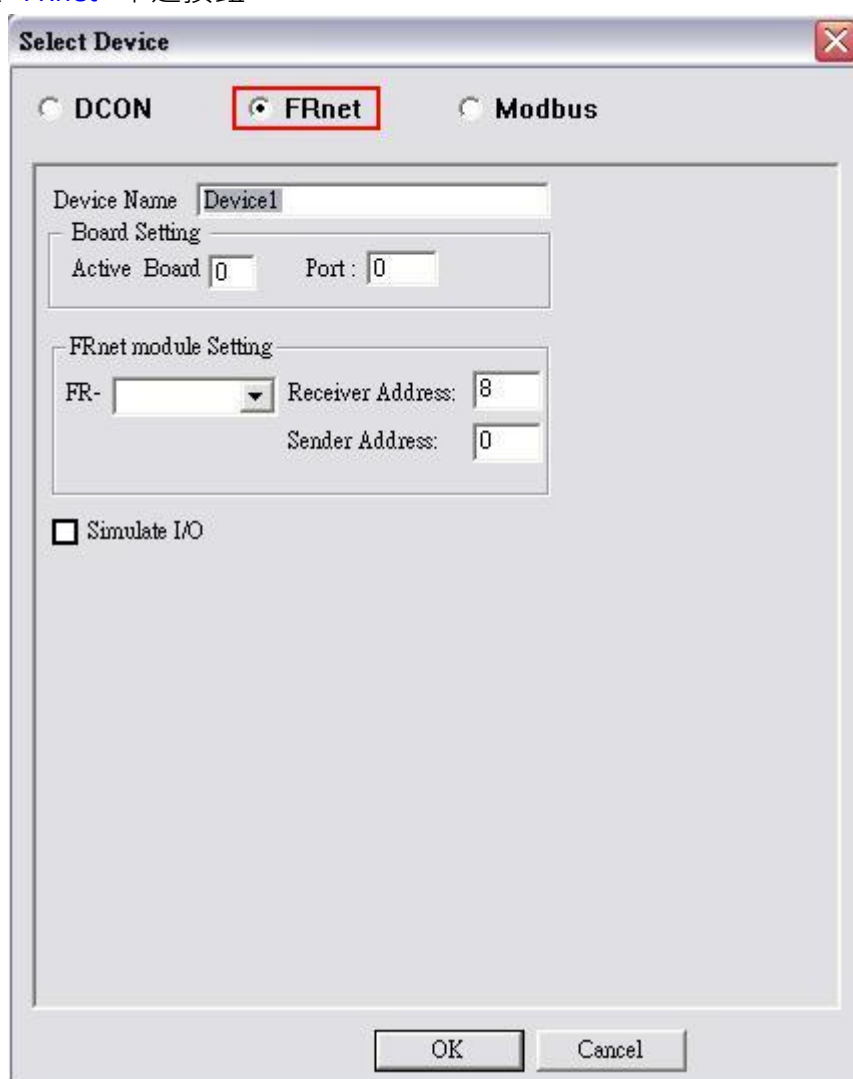 FRnet
Select Device
DCON FRnet Modbus
Device Name Device1
Board Setting
Active Board 0 Port : 0
FRnet module Setting
FR- Receiver Address: 8
Sender Address: 0
Simulate I/O
OK Cancel